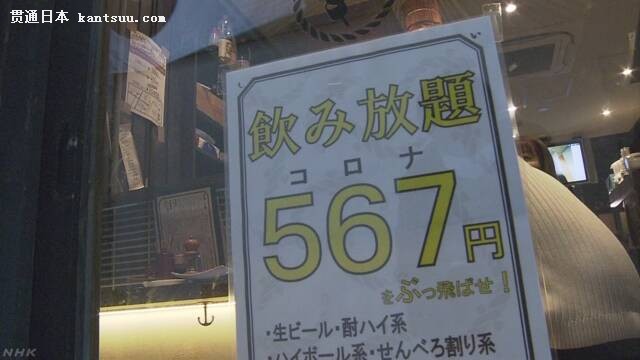 贯通日本 kantsuu.com
飲み放題
コロナ
567円
をぶっ飛ばせ!
・生ビール・酎ハイ系
・ハイボール系・せんべろ割り系
NHK